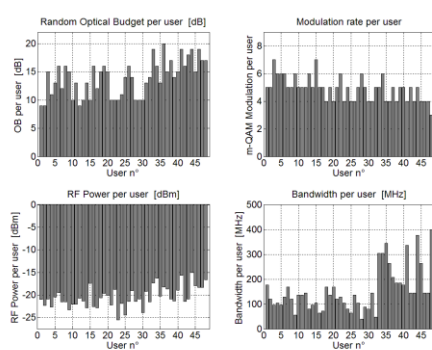 Random Optical Budget per user [dB]
OB per user [dB]
20
15
10
5
0
0 5 10 15 20 25 30 35 40 45
User n°
Modulation rate per user
m-QAM Modulation per user
8
6
4
2
0
0 5 10 15 20 25 30 35 40 45
User n°
RF Power per user [dBm]
RF Power per user [dBm]
0
-5
-10
-15
-20
-25
0 5 10 15 20 25 30 35 40 45
User n°
Bandwidth per user [MHz]
Bandwidth per user [MHz]
500
400
300
200
100
0
0 5 10 15 20 25 30 35 40 45
User n°